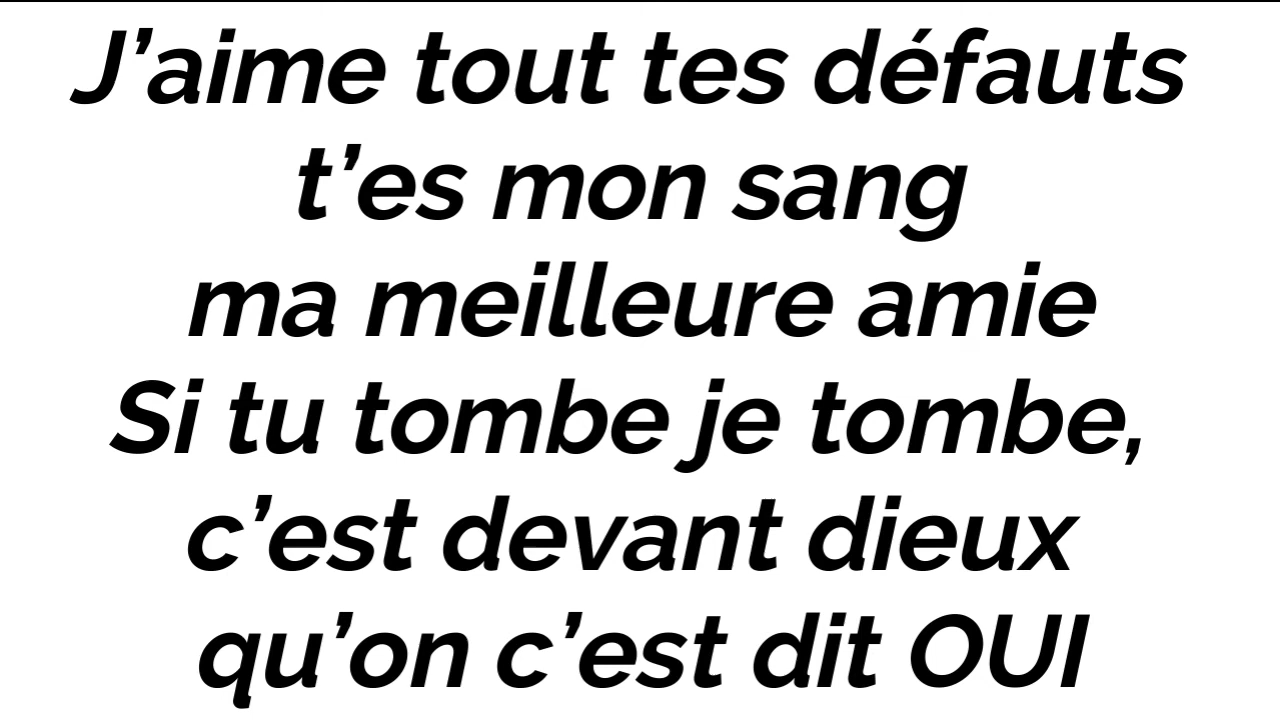 J’aime tout tes défauts
t’es mon sang
ma meilleure amie
Si tu tombe je tombe,
c’est devant dieux
qu’on c’est dit OUI